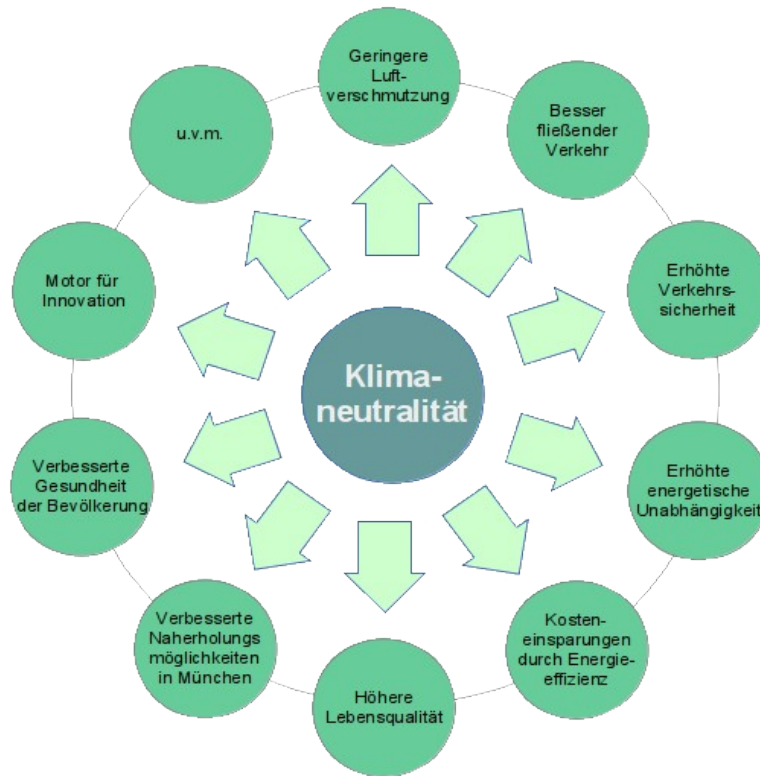 Geringere
Luft-
verschmutzung
Besser
fließender
Verkehr
Erhöhte
Verkehrs-
sicherheit
Erhöhte
energetische
Unabhängigkeit
Kosten-
einsparungen
durch Energie-
effizienz
Höhere
Lebensqualität
Verbesserte
Naherholungs
möglichkeiten
in München
Verbesserte
Gesundheit
der Bevölkerung
Motor für
Innovation
u.v.m.
Klima-
neutralität